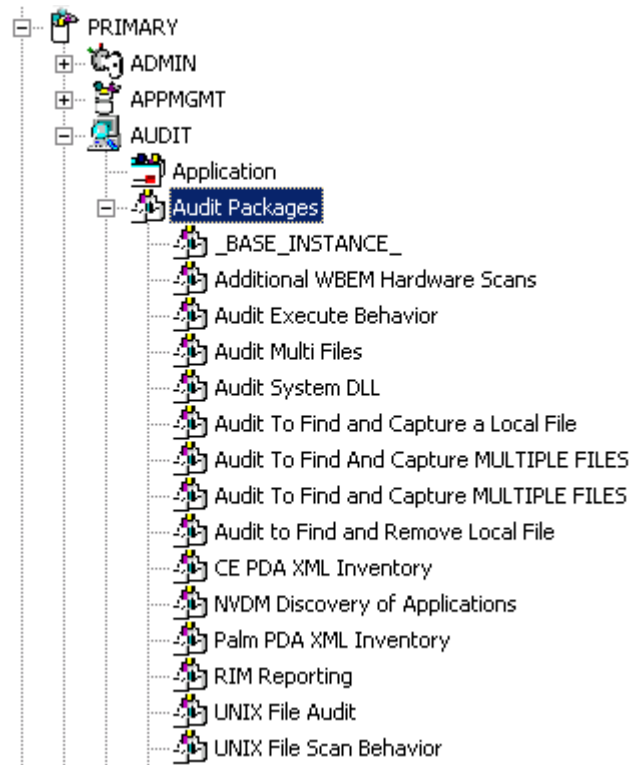 PRIMARY
ADMIN
APPMGMT
AUDIT
Application
Audit Packages
_BASE_INSTANCE_
Additional WBEM Hardware Scans
Audit Execute Behavior
Audit Multi Files
Audit System DLL
Audit To Find and Capture a Local File
Audit To Find And Capture MULTIPLE FILES
Audit To Find and Capture MULTIPLE FILES
Audit to Find and Remove Local File
CE PDA XML Inventory
NVDM Discovery of Applications
Palm PDA XML Inventory
RIM Reporting
UNIX File Audit
UNIX File Scan Behavior